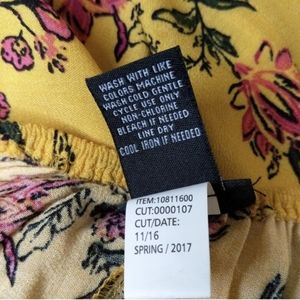 WASH WITH LIKE
COLORS MACHINE
WASH COLD GENTLE
CYCLE USE ONLY
NON-CHLORINE
BLEACH IF NEEDED
LINE DRY
COOL IRON IF NEEDED
ITEM:10811600
CUT:0000107
CUT/DATE:
11/16
SPRING / 2017